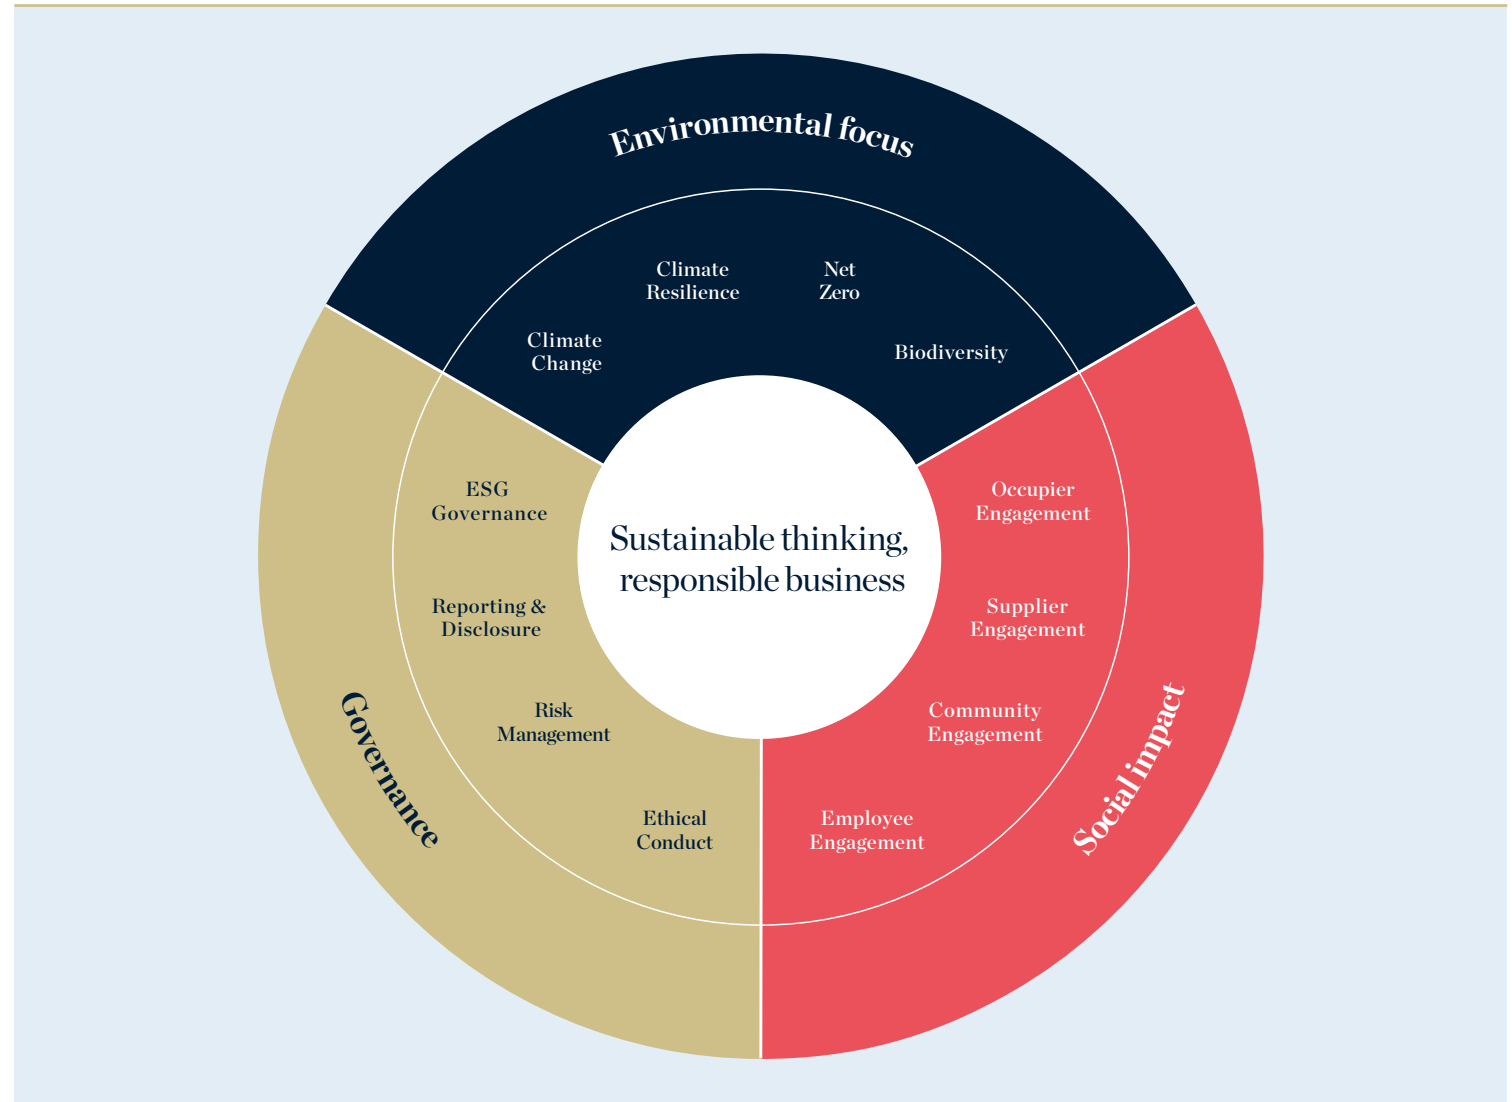 Environmental focus
Climate
Resilience
Net
Zero
Climate
Change
Biodiversity
ESG
Governance
Reporting &
Disclosure
Risk
Management
Ethical
Conduct
Governance
Sustainable thinking,
responsible business
Occupier
Engagement
Supplier
Engagement
Community
Engagement
Employee
Engagement
Social impact